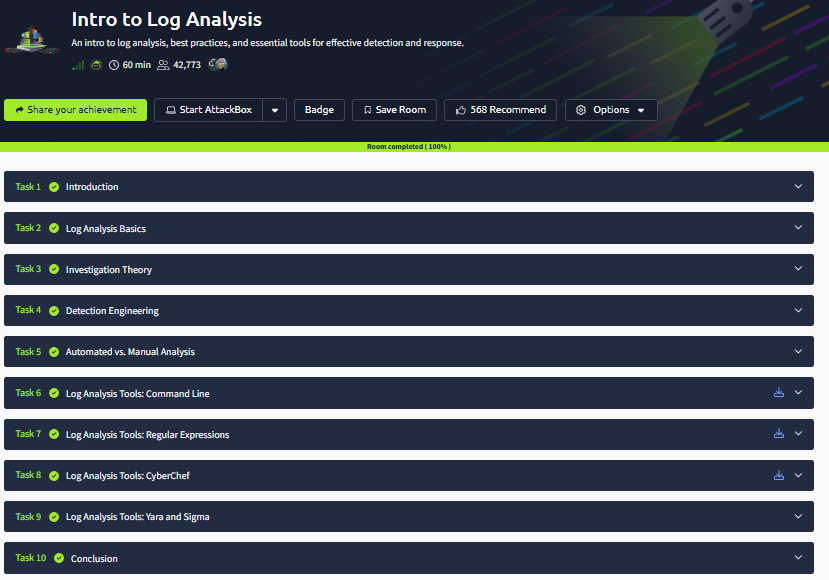 Intro to Log Analysis
An intro to log analysis, best practices, and essential tools for effective detection and response.
60 min 42,773
Share your achievement Start AttackBox Badge Save Room 568 Recommend Options
Room completed ( 100% )
Task 1 Introduction
Task 2 Log Analysis Basics
Task 3 Investigation Theory
Task 4 Detection Engineering
Task 5 Automated vs. Manual Analysis
Task 6 Log Analysis Tools: Command Line
Task 7 Log Analysis Tools: Regular Expressions
Task 8 Log Analysis Tools: CyberChef
Task 9 Log Analysis Tools: Yara and Sigma
Task 10 Conclusion